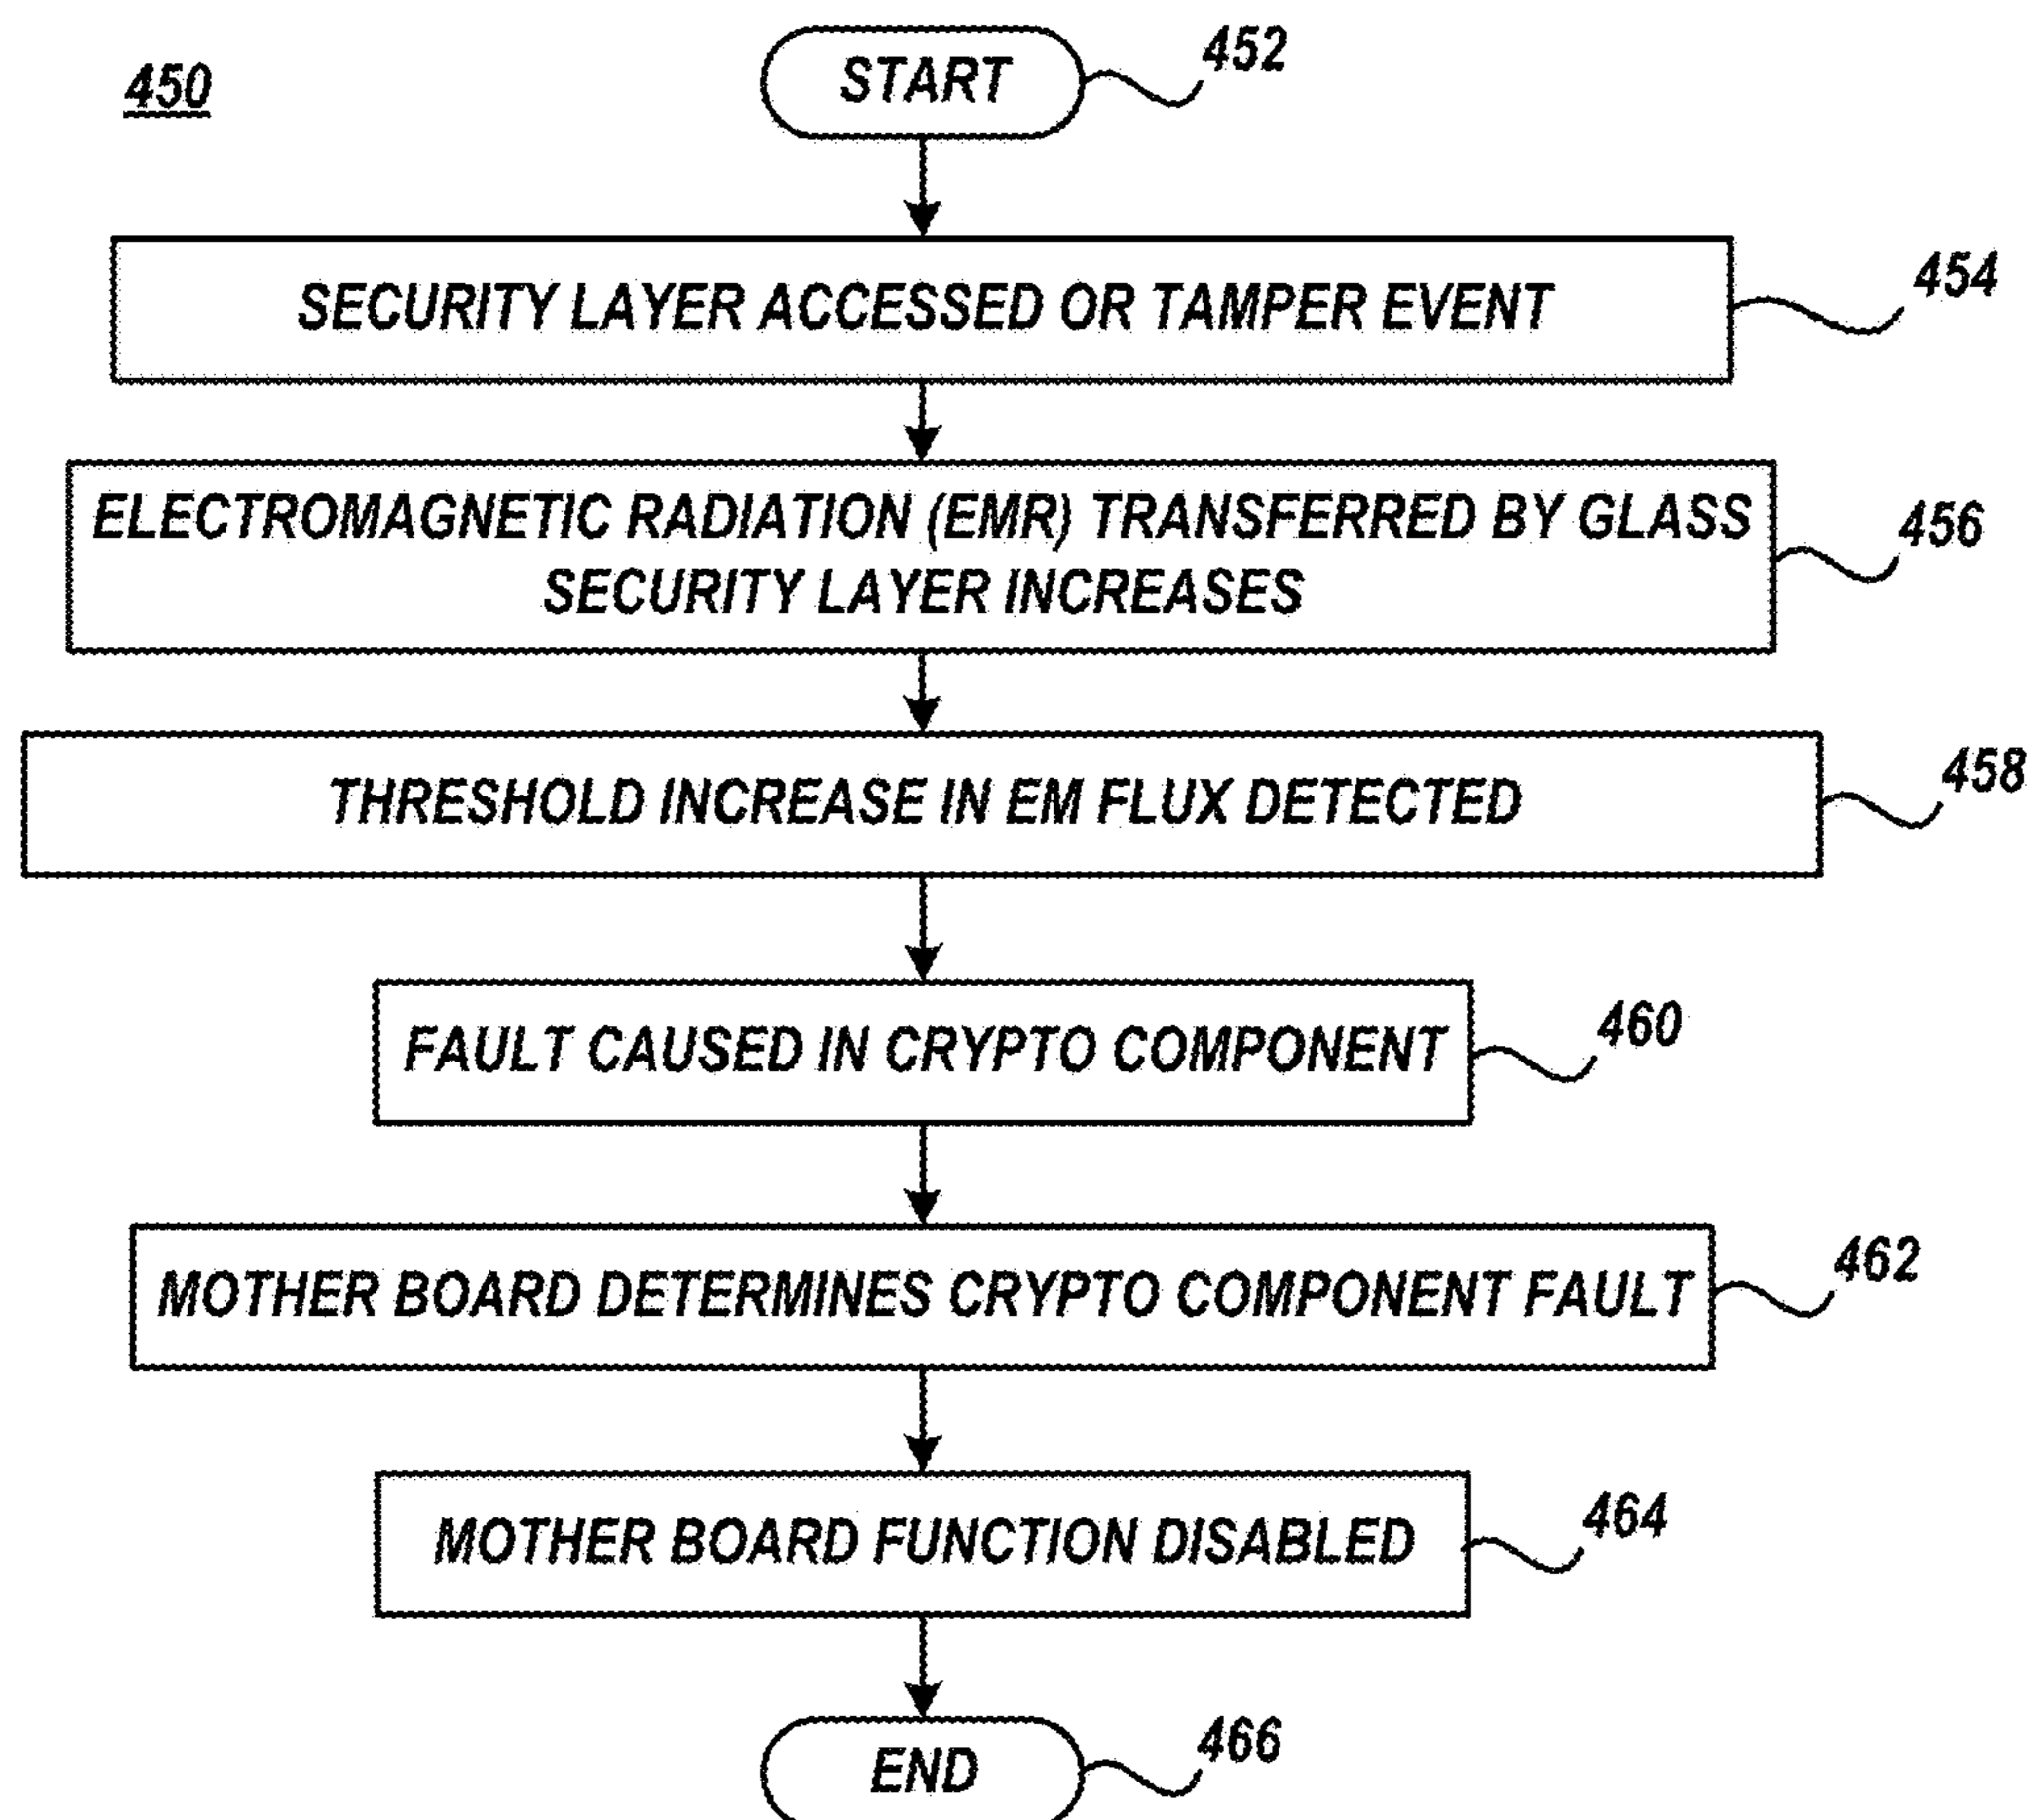 450
START
452
SECURITY LAYER ACCESSED OR TAMPER EVENT
454
ELECTROMAGNETIC RADIATION (EMR) TRANSFERRED BY GLASS
SECURITY LAYER INCREASES
456
THRESHOLD INCREASE IN EM FLUX DETECTED
458
FAULT CAUSED IN CRYPTO COMPONENT
460
MOTHER BOARD DETERMINES CRYPTO COMPONENT FAULT
462
MOTHER BOARD FUNCTION DISABLED
464
END
466